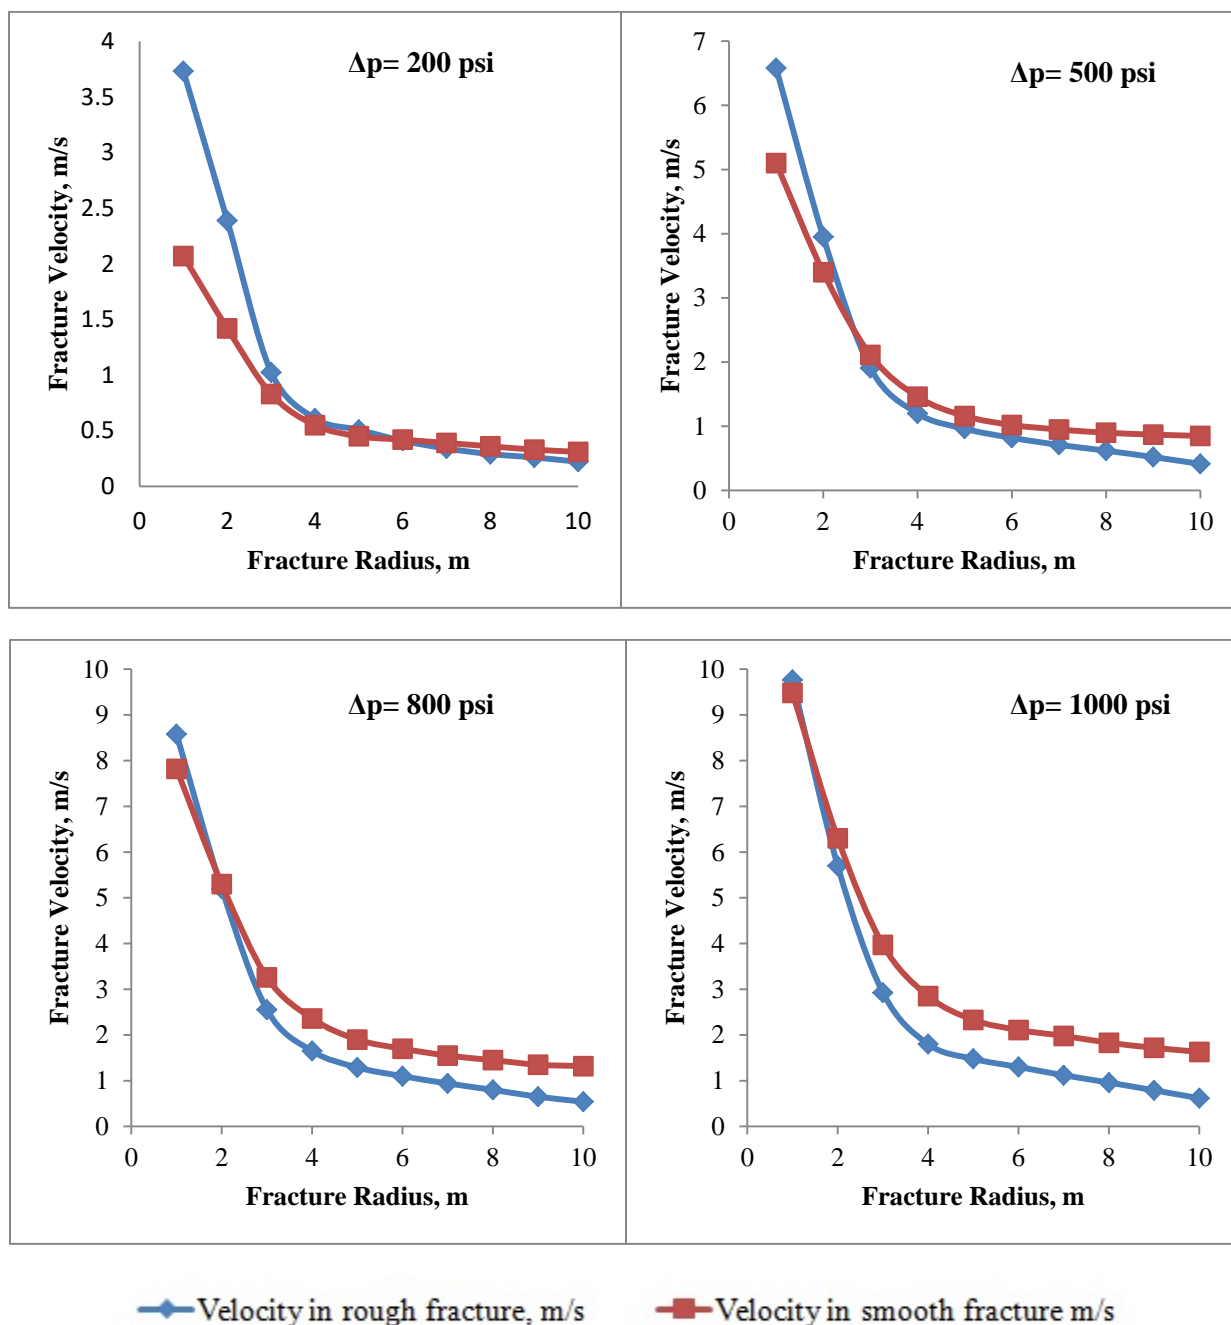 Δp= 200 psi
Fracture Velocity, m/s
4
3.5
3
2.5
2
1.5
1
0.5
0
0 2 4 6 8 10
Fracture Radius, m
Δp= 500 psi
Fracture Velocity, m/s
7
6
5
4
3
2
1
0
0 2 4 6 8 10
Fracture Radius, m
Δp= 800 psi
Fracture Velocity, m/s
10
9
8
7
6
5
4
3
2
1
0
0 2 4 6 8 10
Fracture Radius, m
Δp= 1000 psi
Fracture Velocity, m/s
10
9
8
7
6
5
4
3
2
1
0
0 2 4 6 8 10
Fracture Radius, m
Velocity in rough fracture, m/s Velocity in smooth fracture m/s